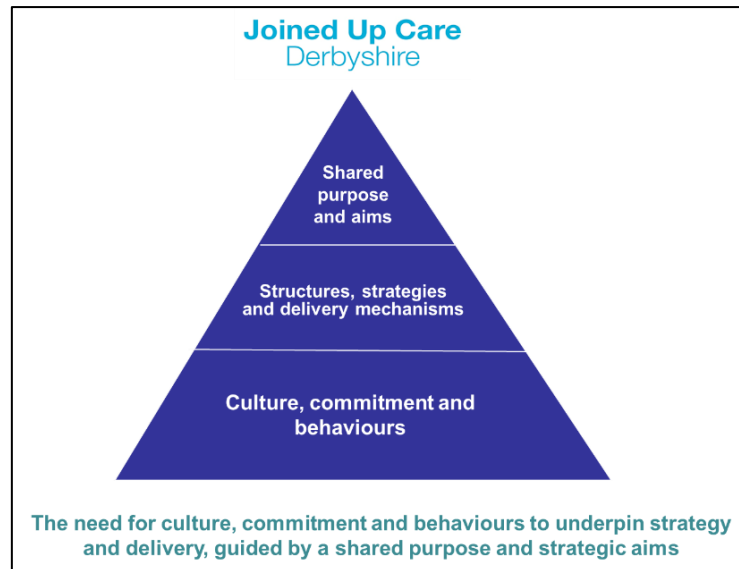 Joined Up Care
Derbyshire
Shared
purpose
and aims
Structures, strategies
and delivery mechanisms
Culture, commitment and
behaviours
The need for culture, commitment and behaviours to underpin strategy
and delivery, guided by a shared purpose and strategic aims